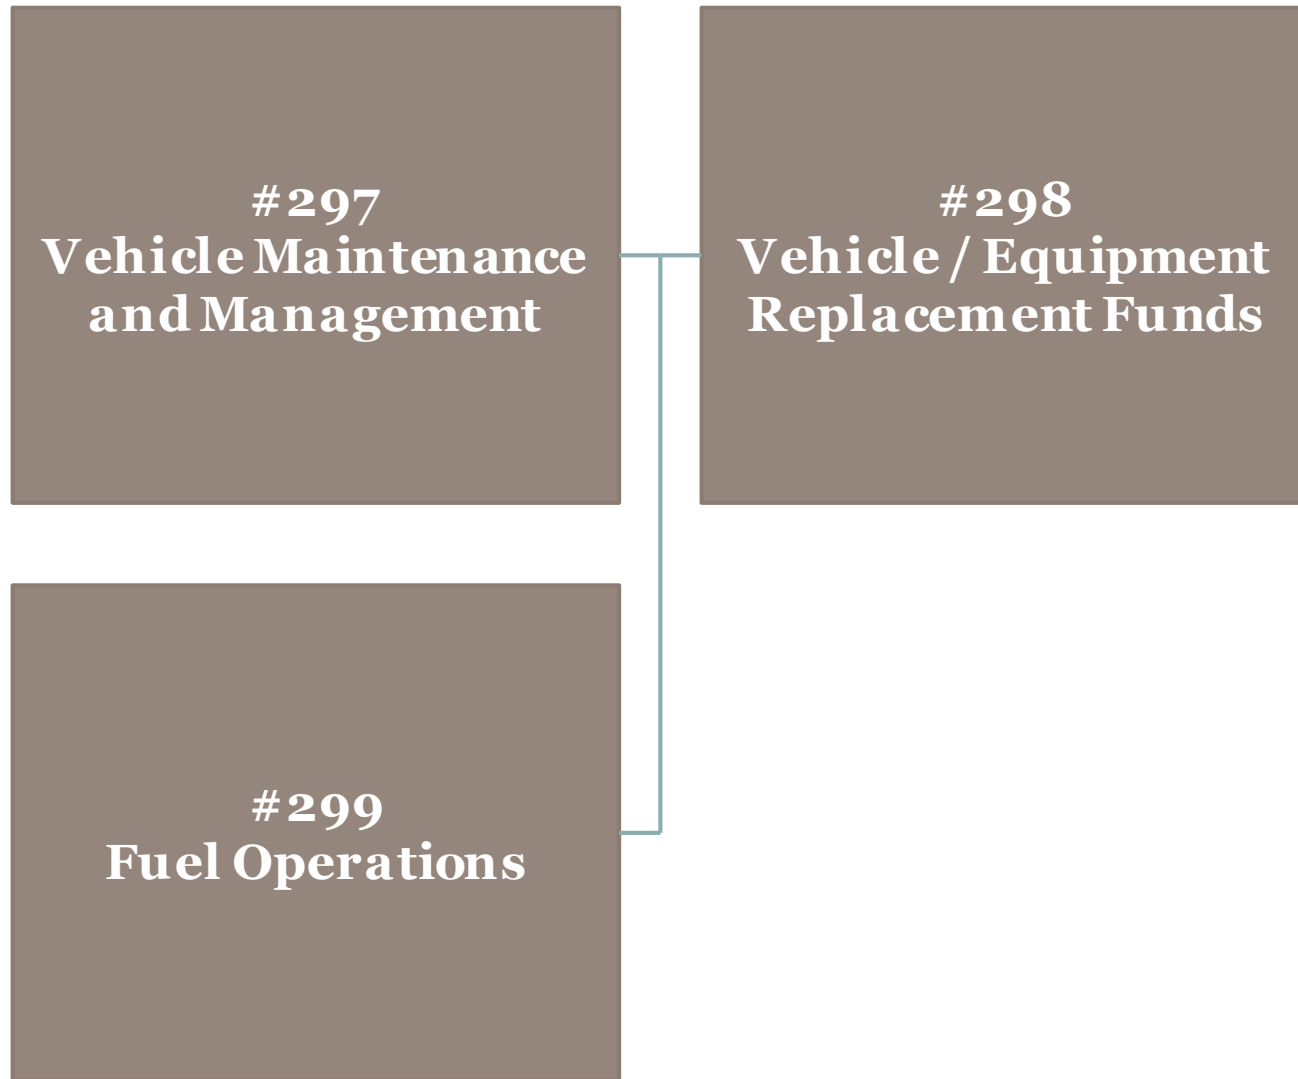 #297
Vehicle Maintenance
and Management
#298
Vehicle / Equipment
Replacement Funds
#299
Fuel Operations